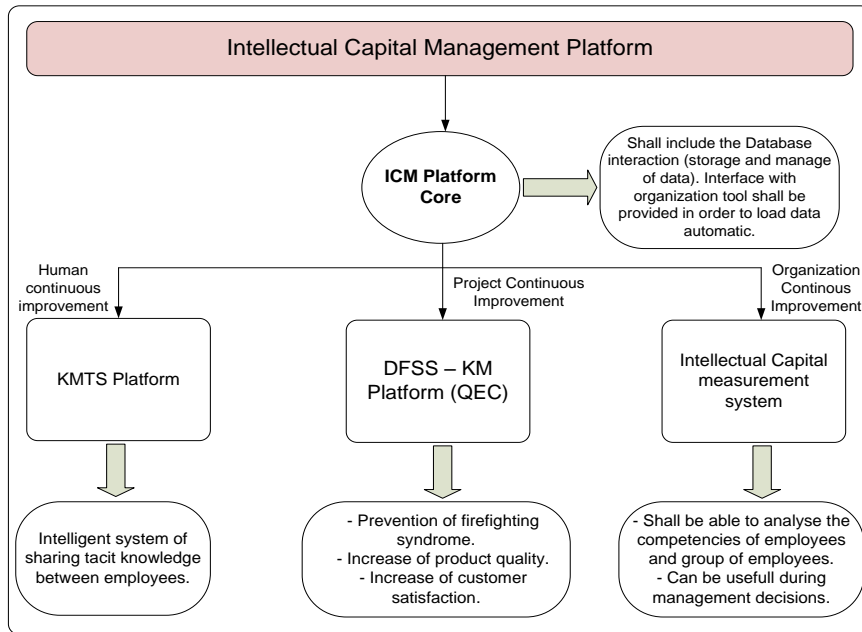 Intellectual Capital Management Platform
ICM Platform
Core
Shall include the Database
interaction (storage and manage
of data). Interface with
organization tool shall be
provided in order to load data
automatic.
Human
continuous
improvement
Project Continuous
Improvement
Organization
Continous
Improvement
KMTS Platform
DFSS – KM
Platform (QEC)
Intellectual Capital
measurement
system
Intelligent system of
sharing tacit knowledge
between employees.
- Prevention of firefighting
syndrome.
- Increase of product quality.
- Increase of customer
satisfaction.
- Shall be able to analyse the
competencies of employees
and group of employees.
- Can be usefull during
management decisions.